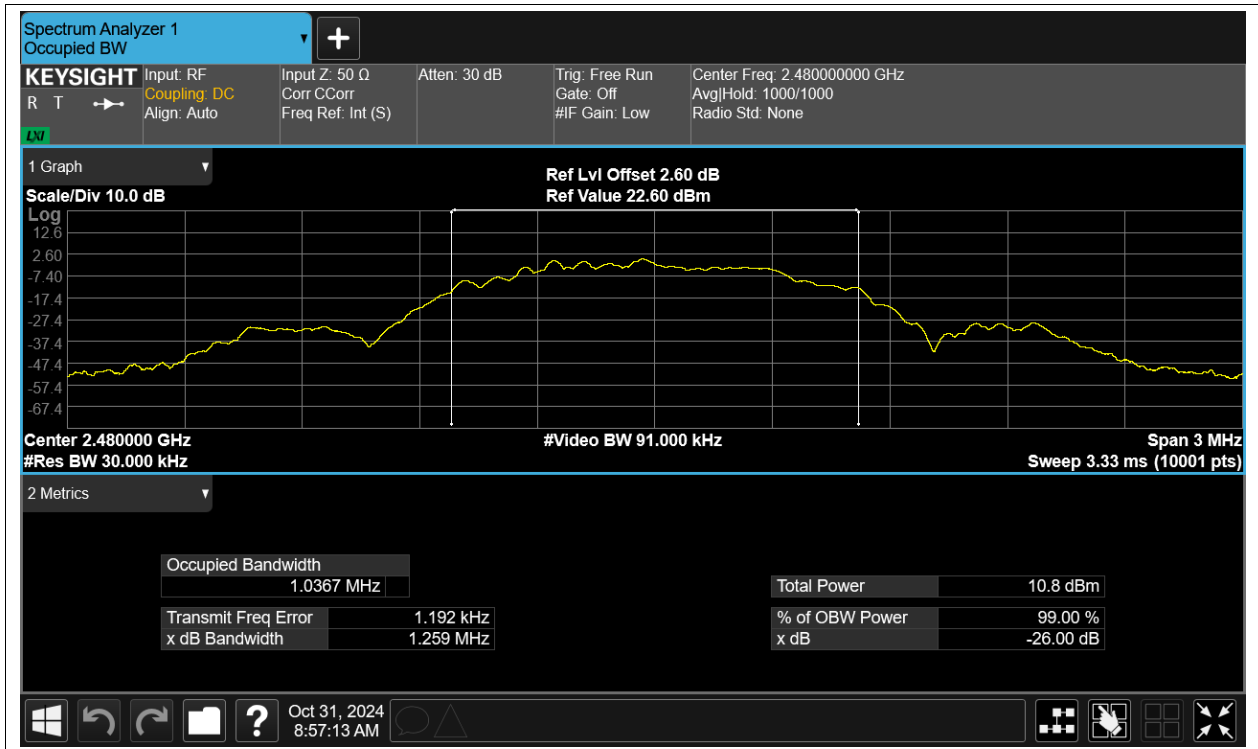 Spectrum Analyzer 1
Occupied BW
KEYSIGHT
R T
LXI
Input: RF
Coupling: DC
Align: Auto
Input Z: 50 Ω
Corr CCorr
Freq Ref: Int (S)
Atten: 30 dB
Trig: Free Run
Gate: Off
#IF Gain: Low
Center Freq: 2.480000000 GHz
Avg|Hold: 1000/1000
Radio Std: None
1 Graph
Scale/Div 10.0 dB
Ref Lvl Offset 2.60 dB
Ref Value 22.60 dBm
Log
12.6
2.60
-7.40
-17.4
-27.4
-37.4
-47.4
-57.4
-67.4
Center 2.480000 GHz
#Res BW 30.000 kHz
#Video BW 91.000 kHz
Span 3 MHz
Sweep 3.33 ms (10001 pts)
2 Metrics
Occupied Bandwidth
1.0367 MHz
Transmit Freq Error 1.192 kHz
x dB Bandwidth 1.259 MHz
Total Power 10.8 dBm
% of OBW Power 99.00 %
x dB -26.00 dB
?
Oct 31, 2024
8:57:13 AM